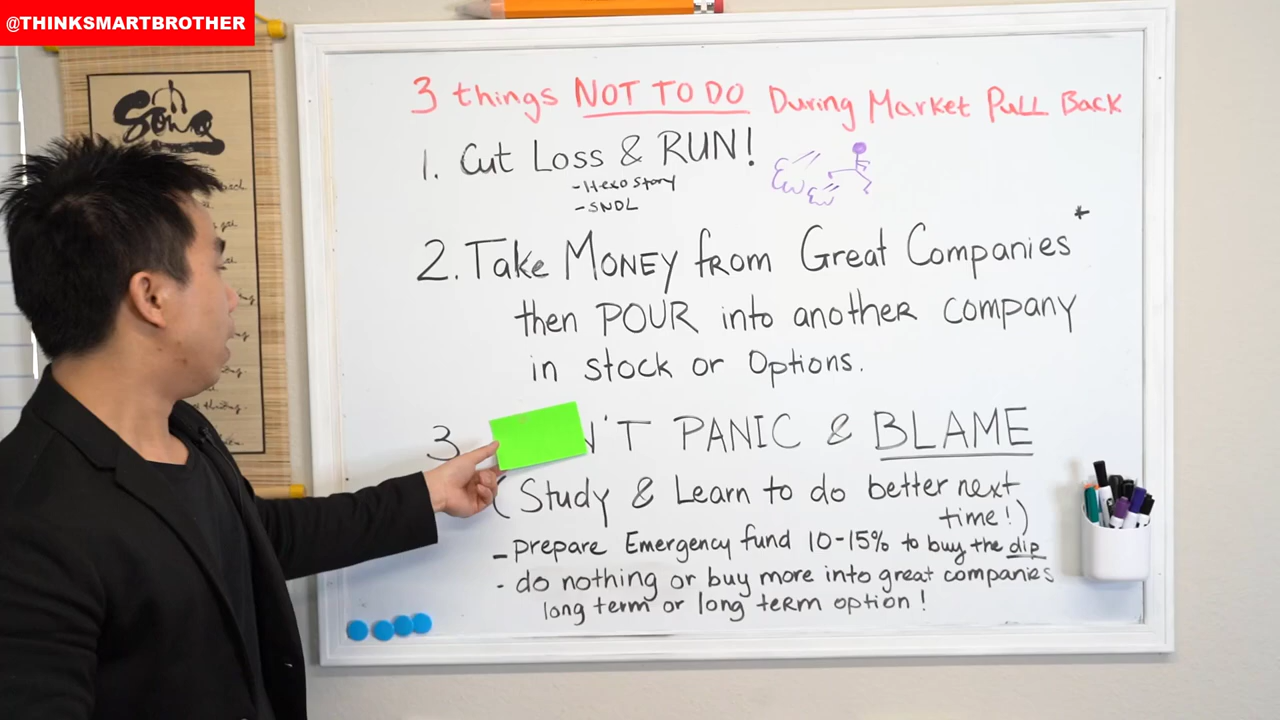 @THINKSMARTBROTHER
Song
3 things NOT TO DO During Market Pull Back
1. Cut Loss & RUN!
- Hexo Story
- SNDL
2. Take MONEY from Great Companies*
then POUR into another company
in stock or Options.
3 N'T PANIC & BLAME
(Study & Learn to do better next
time!)
- prepare Emergency fund 10-15% to buy the dip
- do nothing or buy more into great companies
long term or long term option!